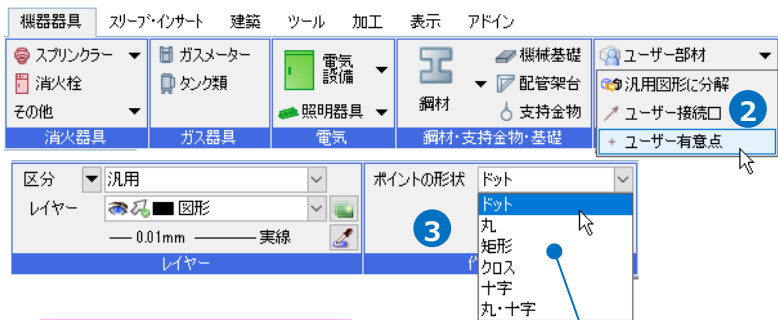 機器器具 スリーブ・インサート 建築 ツール 加工 表示 アドイン
スプリンクラー
消火栓
その他
消火器具
ガスメーター
タンク類
ガス器具
電気
設備
照明器具
電気
鋼材
機械基礎
配管架台
支持金物
鋼材・支持金物・基礎
ユーザー部材
汎用図形に分解
ユーザー接続口
ユーザー有意点
2
区分 汎用
レイヤー 図形
0.01mm 実線
レイヤー
ポイントの形状 ドット
3
ドット
丸
矩形
クロス
十字
丸・十字